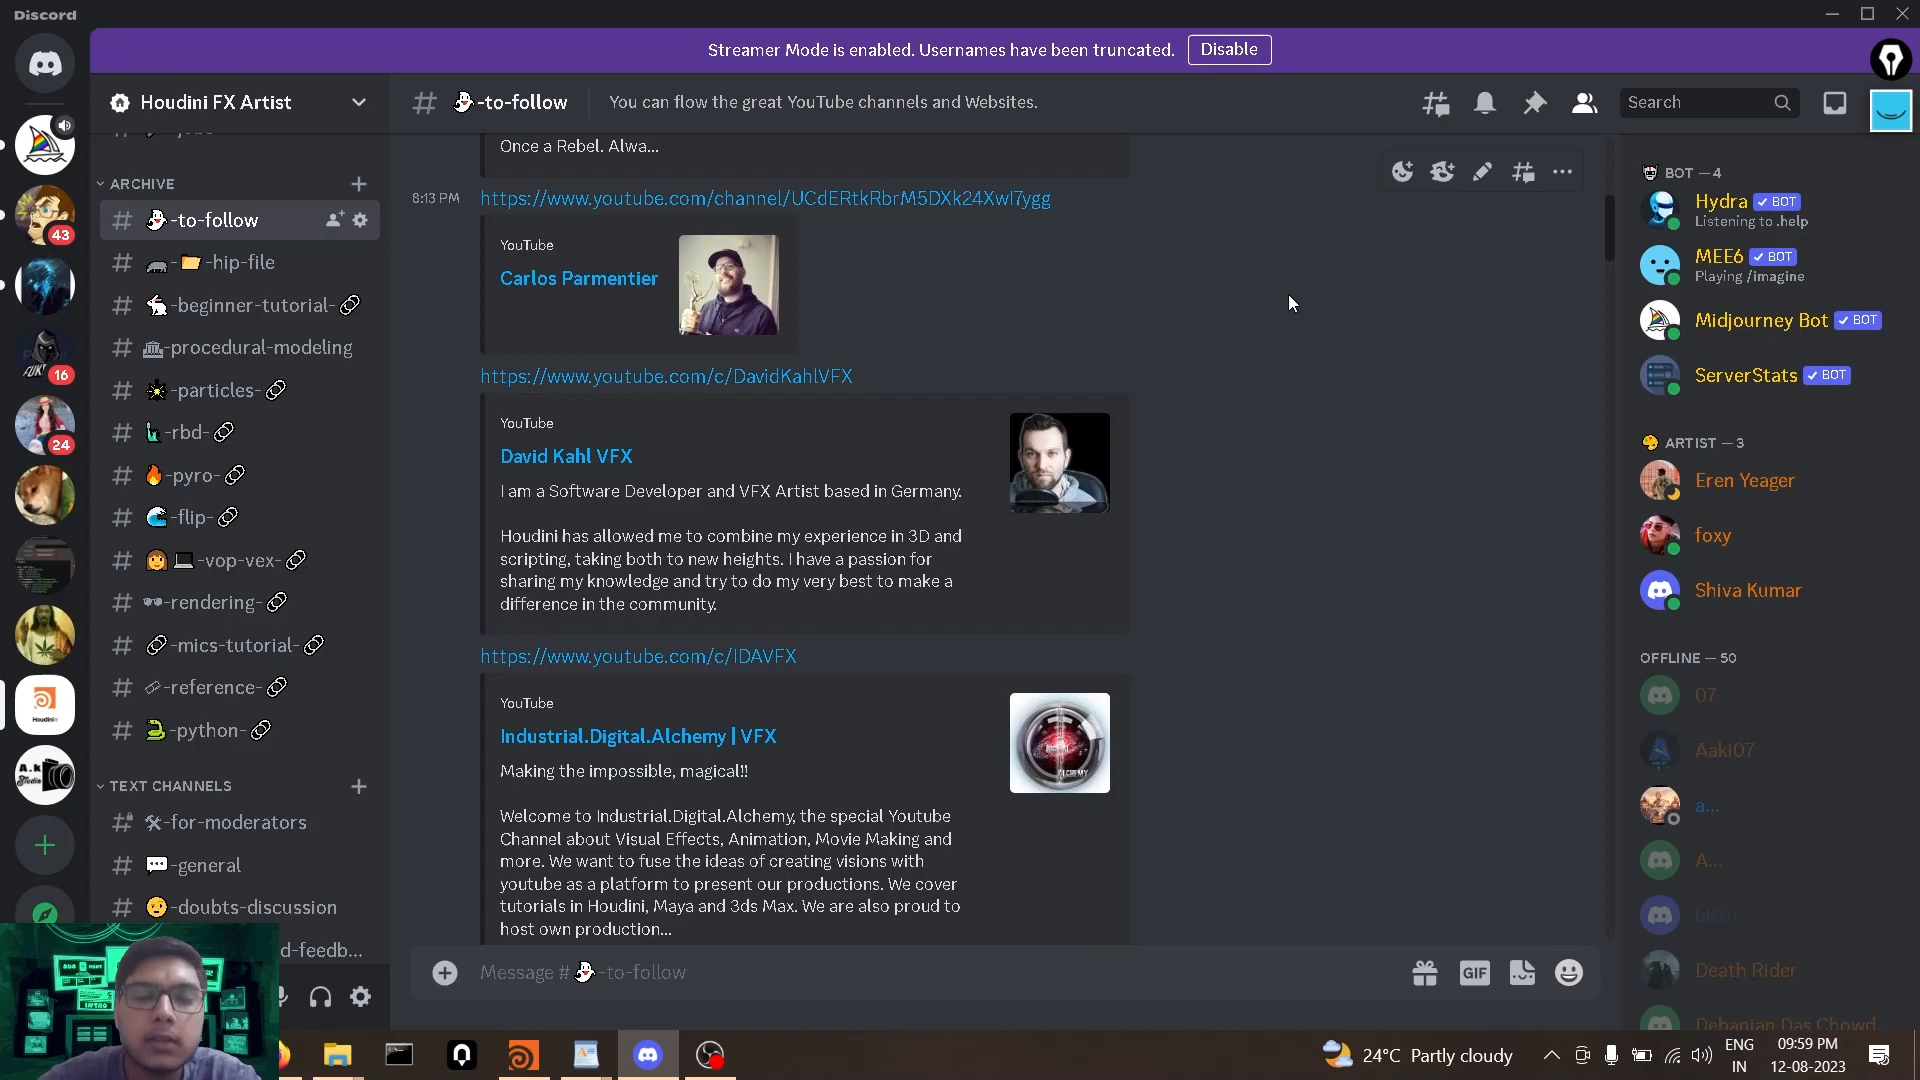 Discord
Streamer Mode is enabled. Usernames have been truncated.
Disable
Houdini FX Artist
-to-follow
You can flow the great YouTube channels and Websites.
Search
ARCHIVE
-to-follow
-hip-file
-beginner-tutorial-
-procedural-modeling
-particles-
-rbd-
-pyro-
-flip-
-vop-vex-
-rendering-
-mics-tutorial-
-reference-
-python-
TEXT CHANNELS
-for-moderators
-general
-doubts-discussion
d-feedb...
43
16
24
Houdini
A.k
Studio
Once a Rebel. Alwa...
8:13 PM
https://www.youtube.com/channel/UCdERtkRbrM5DXk24XwI7ygg
YouTube
Carlos Parmentier
https://www.youtube.com/c/DavidKahlVFX
YouTube
David Kahl VFX
I am a Software Developer and VFX Artist based in Germany.
Houdini has allowed me to combine my experience in 3D and
scripting, taking both to new heights. I have a passion for
sharing my knowledge and try to do my very best to make a
difference in the community.
https://www.youtube.com/c/IDAVFX
YouTube
Industrial.Digital.Alchemy | VFX
Making the impossible, magical!!
Welcome to Industrial.Digital.Alchemy, the special Youtube
Channel about Visual Effects, Animation, Movie Making and
more. We want to fuse the ideas of creating visions with
youtube as a platform to present our productions. We cover
tutorials in Houdini, Maya and 3ds Max. We are also proud to
host own production...
Message # -to-follow
GIF
BOT — 4
Hydra BOT
Listening to .help
MEE6 BOT
Playing /imagine
Midjourney Bot BOT
ServerStats BOT
ARTIST — 3
Eren Yeager
foxy
Shiva Kumar
OFFLINE — 50
07
Aaki07
a...
A...
bittu
Death Rider
Debanjan Das Chowd...
24°C Partly cloudy
ENG
IN
09:59 PM
12-08-2023